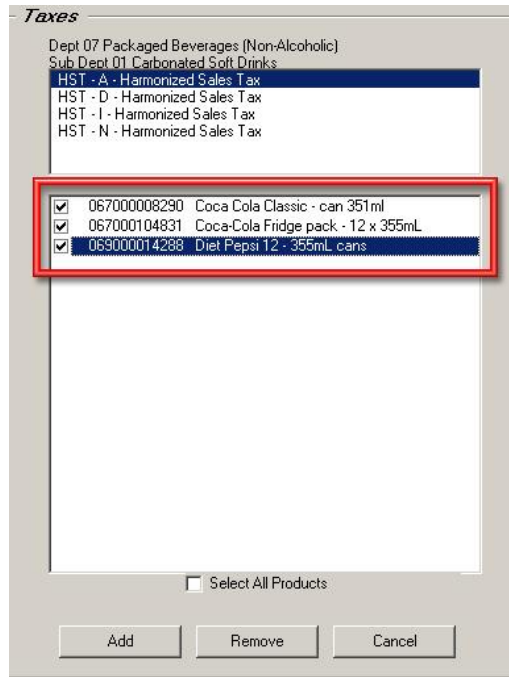 Taxes
Dept 07 Packaged Beverages (Non-Alcoholic)
Sub Dept 01 Carbonated Soft Drinks
HST - A - Harmonized Sales Tax
HST - D - Harmonized Sales Tax
HST - I - Harmonized Sales Tax
HST - N - Harmonized Sales Tax
067000008290 Coca Cola Classic - can 351ml
067000104831 Coca-Cola Fridge pack - 12 x 355mL
069000014288 Diet Pepsi 12 - 355mL cans
Select All Products
Add Remove Cancel